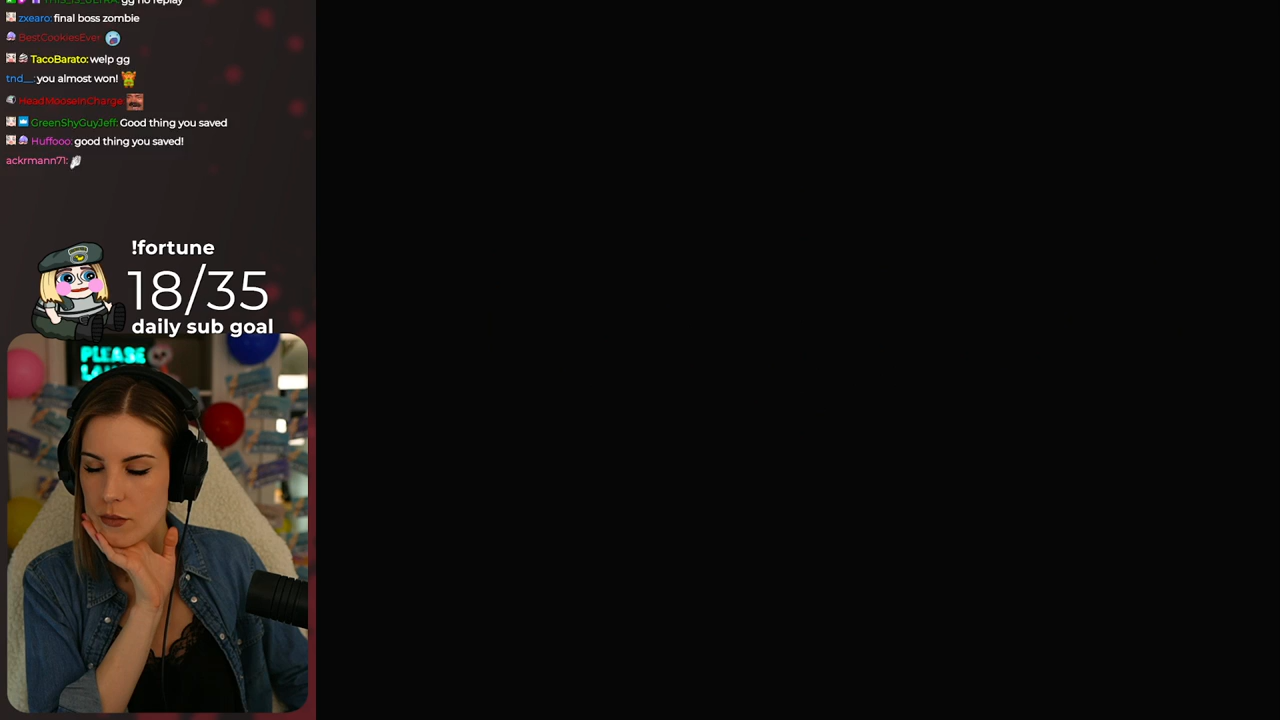 THIS_IS_ULTRA: gg no replay
zxearo: final boss zombie
BestCookiesEver:
TacoBarato: welp gg
tnd__: you almost won!
HeadMooseInCharge:
GreenShyGuyJeff: Good thing you saved
Huffooo: good thing you saved!
ackrmann71:
!fortune
18/35
daily sub goal
PLEASE